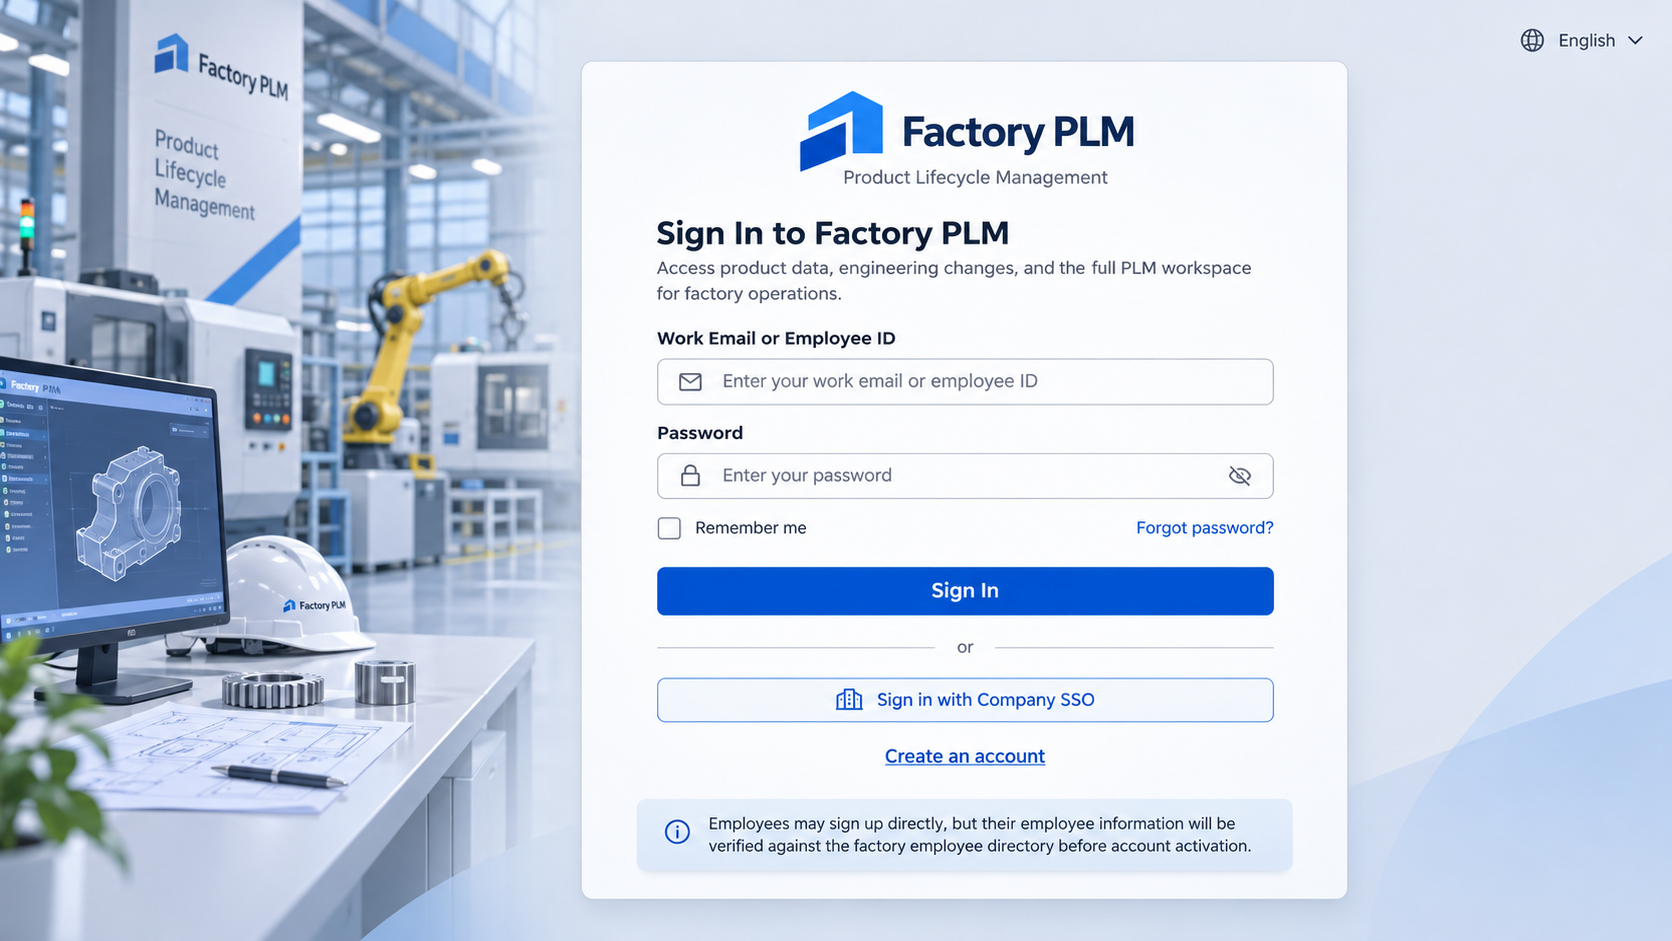 Factory PLM
Product
Lifecycle
Management
Factory PLM
Factory PLM
English
Factory PLM
Product Lifecycle Management
Sign In to Factory PLM
Access product data, engineering changes, and the full PLM workspace
for factory operations.
Work Email or Employee ID
Enter your work email or employee ID
Password
Enter your password
Remember me
Forgot password?
Sign In
or
Sign in with Company SSO
Create an account
Employees may sign up directly, but their employee information will be
verified against the factory employee directory before account activation.